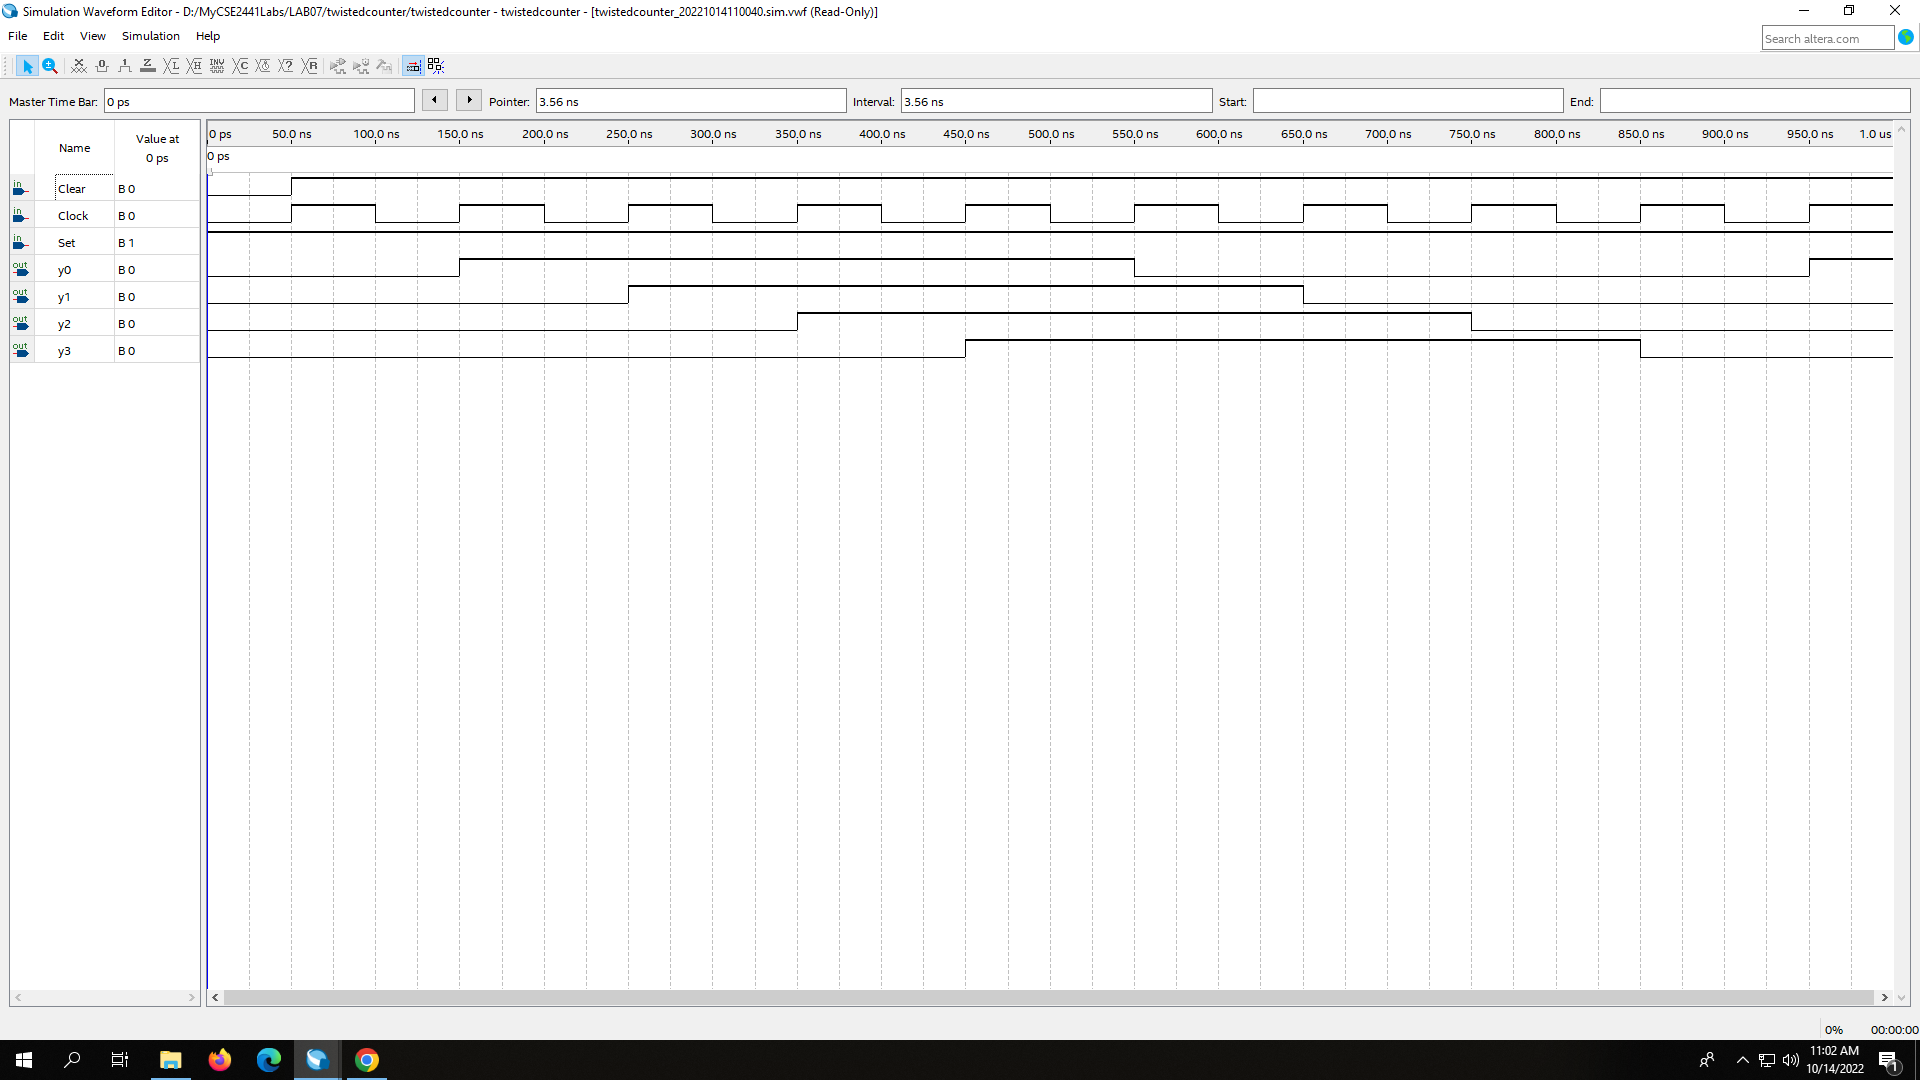 Simulation Waveform Editor - D:/MyCSE2441Labs/LAB07/twistedcounter/twistedcounter - twistedcounter - [twistedcounter_20221014110040.sim.vwf (Read-Only)]
File Edit View Simulation Help
Search altera.com
Master Time Bar: 0 ps Pointer: 3.56 ns Interval: 3.56 ns Start: End:
Name Value at 0 ps
0 ps 50.0 ns 100.0 ns 150.0 ns 200.0 ns 250.0 ns 300.0 ns 350.0 ns 400.0 ns 450.0 ns 500.0 ns 550.0 ns 600.0 ns 650.0 ns 700.0 ns 750.0 ns 800.0 ns 850.0 ns 900.0 ns 950.0 ns 1.0 us
0 ps
in Clear B 0
in Clock B 0
in Set B 1
out y0 B 0
out y1 B 0
out y2 B 0
out y3 B 0
0% 00:00:00
11:02 AM
10/14/2022
1